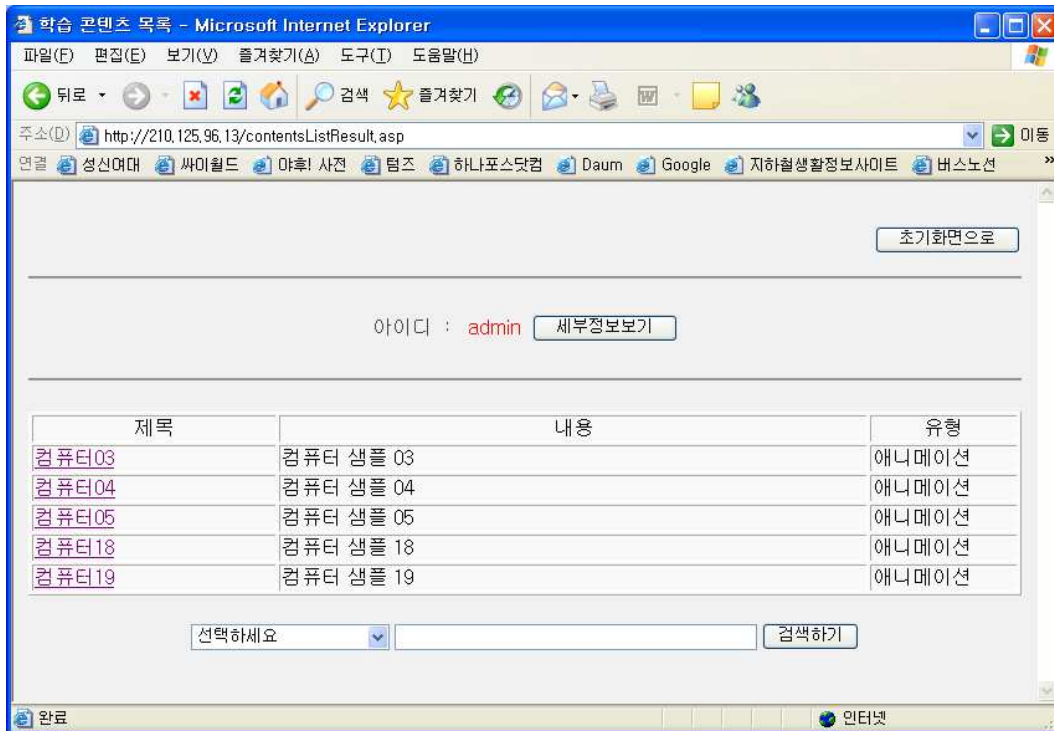 학습 콘텐츠 목록 - Microsoft Internet Explorer
파일(F) 편집(E) 보기(V) 즐겨찾기(A) 도구(T) 도움말(H)
뒤로 검색 즐겨찾기
주소(D) http://210.125.96.13/contentsListResult.asp 이동
연결 성신여대 싸이월드 야후! 사전 텀즈 하나포스닷컴 Daum Google 지하철생활정보사이트 버스노선 »
초기화면으로
아이디 : admin 세부정보보기
제목 내용 유형
컴퓨터03 컴퓨터 샘플 03 애니메이션
컴퓨터04 컴퓨터 샘플 04 애니메이션
컴퓨터05 컴퓨터 샘플 05 애니메이션
컴퓨터18 컴퓨터 샘플 18 애니메이션
컴퓨터19 컴퓨터 샘플 19 애니메이션
선택하세요 검색하기
완료 인터넷